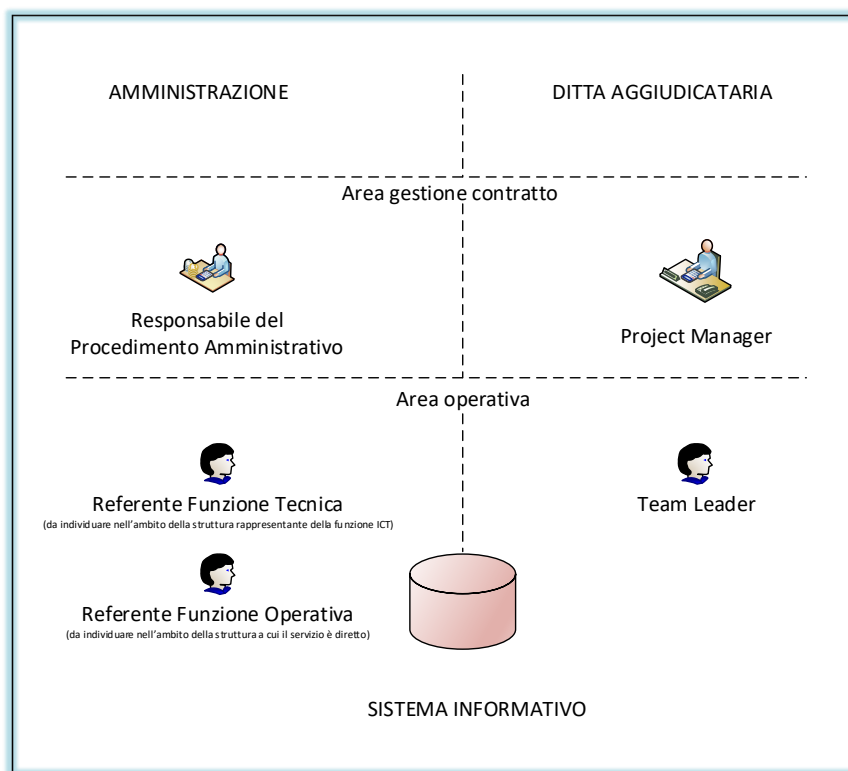 AMMINISTRAZIONE
DITTA AGGIUDICATARIA
Area gestione contratto
Responsabile del
Procedimento Amministrativo
Project Manager
Area operativa
Referente Funzione Tecnica
(da individuare nell'ambito della struttura rappresentante della funzione ICT)
Team Leader
Referente Funzione Operativa
(da individuare nell'ambito della struttura a cui il servizio è diretto)
SISTEMA INFORMATIVO